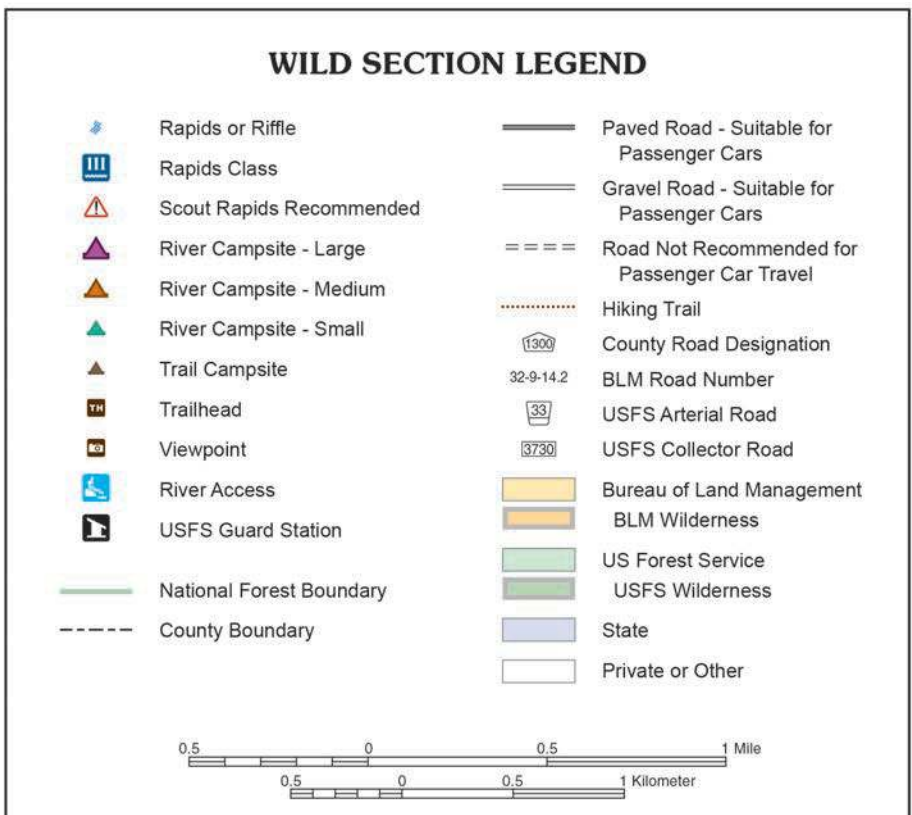 WILD SECTION LEGEND
Rapids or Riffle
III
Rapids Class
Scout Rapids Recommended
River Campsite - Large
River Campsite - Medium
River Campsite - Small
Trail Campsite
TH
Trailhead
Viewpoint
River Access
USFS Guard Station
National Forest Boundary
County Boundary
Paved Road - Suitable for
Passenger Cars
Gravel Road - Suitable for
Passenger Cars
Road Not Recommended for
Passenger Car Travel
Hiking Trail
1300
County Road Designation
32-9-14.2
BLM Road Number
33
USFS Arterial Road
3730
USFS Collector Road
Bureau of Land Management
BLM Wilderness
US Forest Service
USFS Wilderness
State
Private or Other
0.5 0 0.5 1 Mile
0.5 0 0.5 1 Kilometer